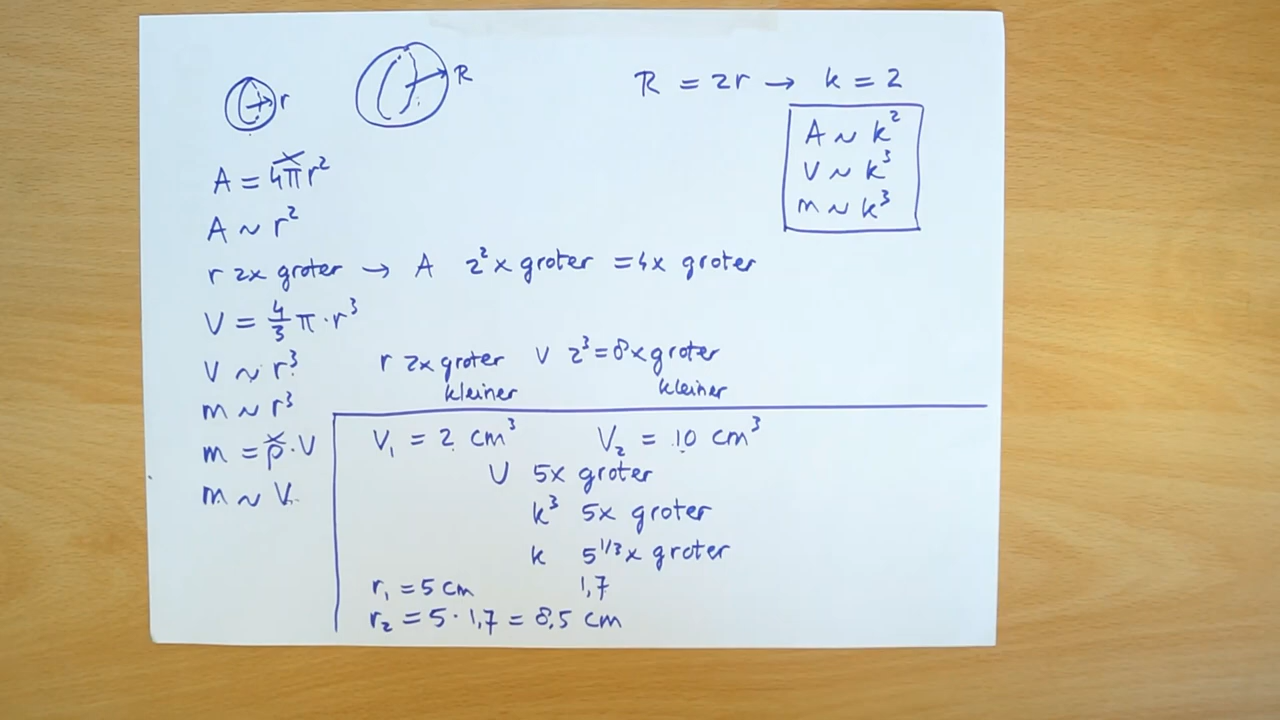 r
R
R = 2r → k = 2
A ~ k²
V ~ k³
m ~ k³
A = 4π r²
A ~ r²
r 2x groter → A 2² x groter = 4x groter
V = 4/3 π · r³
V ~ r³
r 2x groter V 2³ = 8x groter
kleiner kleiner
m ~ r³
m = ρ · V
m ~ V
V₁ = 2 cm³ V₂ = 10 cm³
V 5x groter
k³ 5x groter
k 5^1/3 x groter
r₁ = 5 cm 1,7
r₂ = 5 · 1,7 = 8,5 cm